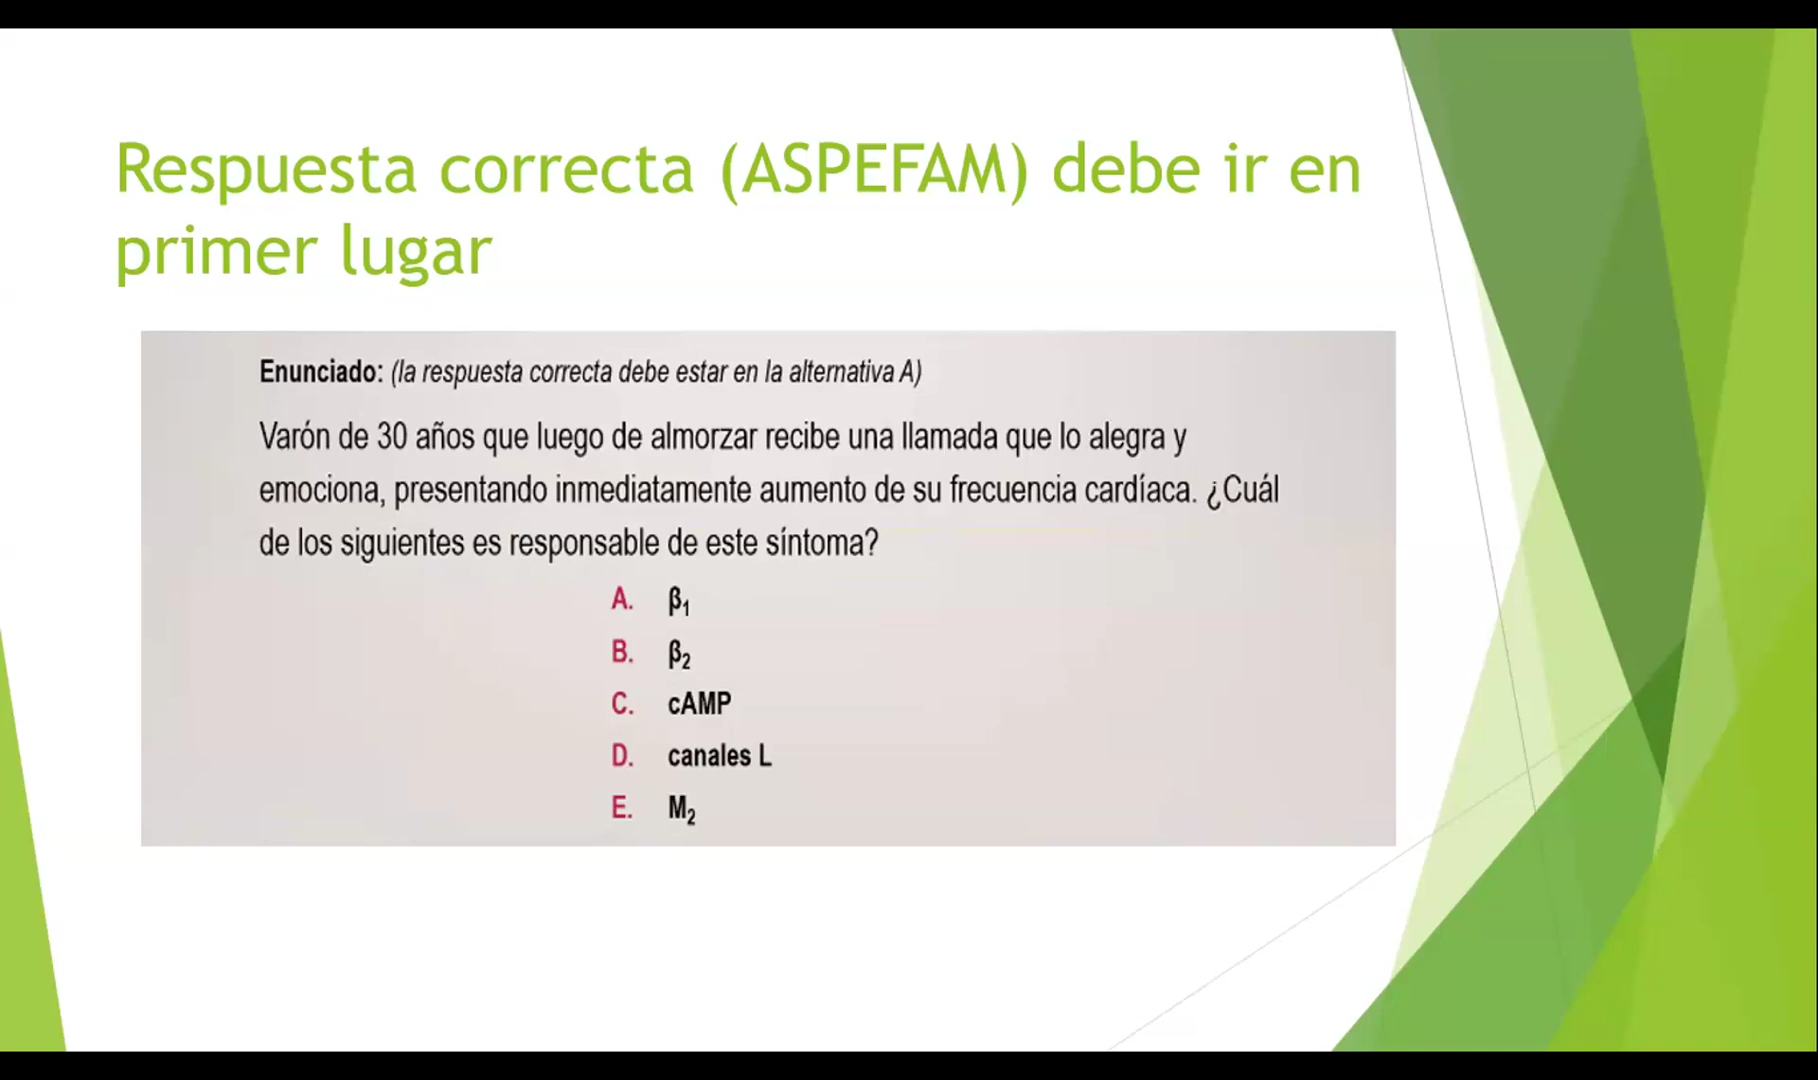 Respuesta correcta (ASPEFAM) debe ir en
primer lugar
Enunciado: (la respuesta correcta debe estar en la alternativa A)
Varón de 30 años que luego de almorzar recibe una llamada que lo alegra y
emociona, presentando inmediatamente aumento de su frecuencia cardíaca. ¿Cuál
de los siguientes es responsable de este síntoma?
A. β₁
B. β₂
C. cAMP
D. canales L
E. M₂